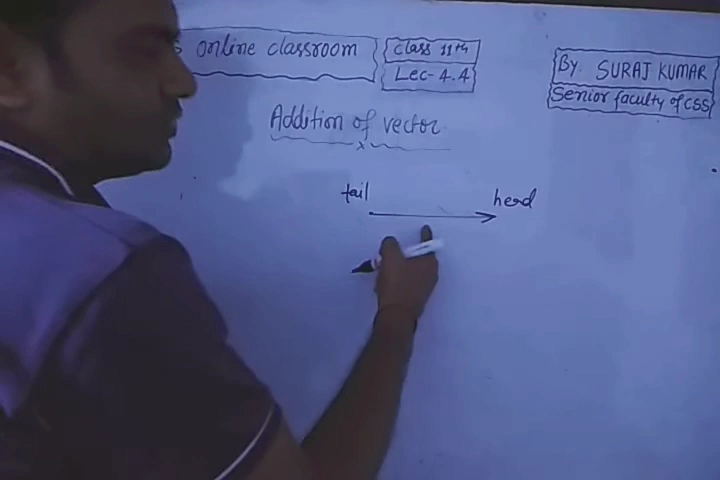 online classroom
Class 11th
Lec- 4.4
By. SURAJ KUMAR
Senior faculty of CSS
Addition of vector
x
tail
head